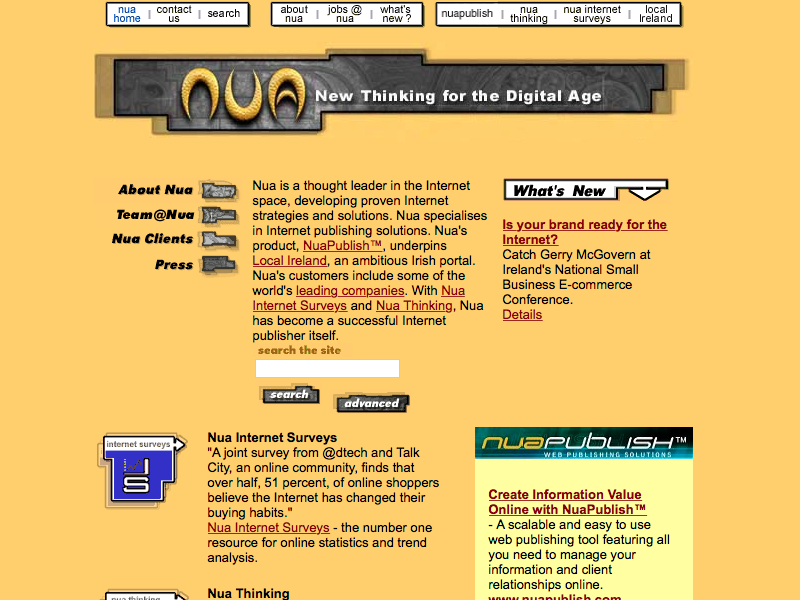 nua home
contact us
search
about nua
jobs @ nua
what's new ?
nuapublish
nua thinking
nua internet surveys
local Ireland
nua New Thinking for the Digital Age
About Nua
Team@Nua
Nua Clients
Press
Nua is a thought leader in the Internet
space, developing proven Internet
strategies and solutions. Nua specialises
in Internet publishing solutions. Nua's
product, NuaPublish™, underpins
Local Ireland, an ambitious Irish portal.
Nua's customers include some of the
world's leading companies. With Nua
Internet Surveys and Nua Thinking, Nua
has become a successful Internet
publisher itself.
search the site
search
advanced
What's New
Is your brand ready for the
Internet?
Catch Gerry McGovern at
Ireland's National Small
Business E-commerce
Conference.
Details
internet surveys
IS
Nua Internet Surveys
"A joint survey from @dtech and Talk
City, an online community, finds that
over half, 51 percent, of online shoppers
believe the Internet has changed their
buying habits."
Nua Internet Surveys - the number one
resource for online statistics and trend
analysis.
nua thinking
Nua Thinking
nuapublish™
WEB PUBLISHING SOLUTIONS
Create Information Value
Online with NuaPublish™
- A scalable and easy to use
web publishing tool featuring all
you need to manage your
information and client
relationships online.
www.nuapublish.com